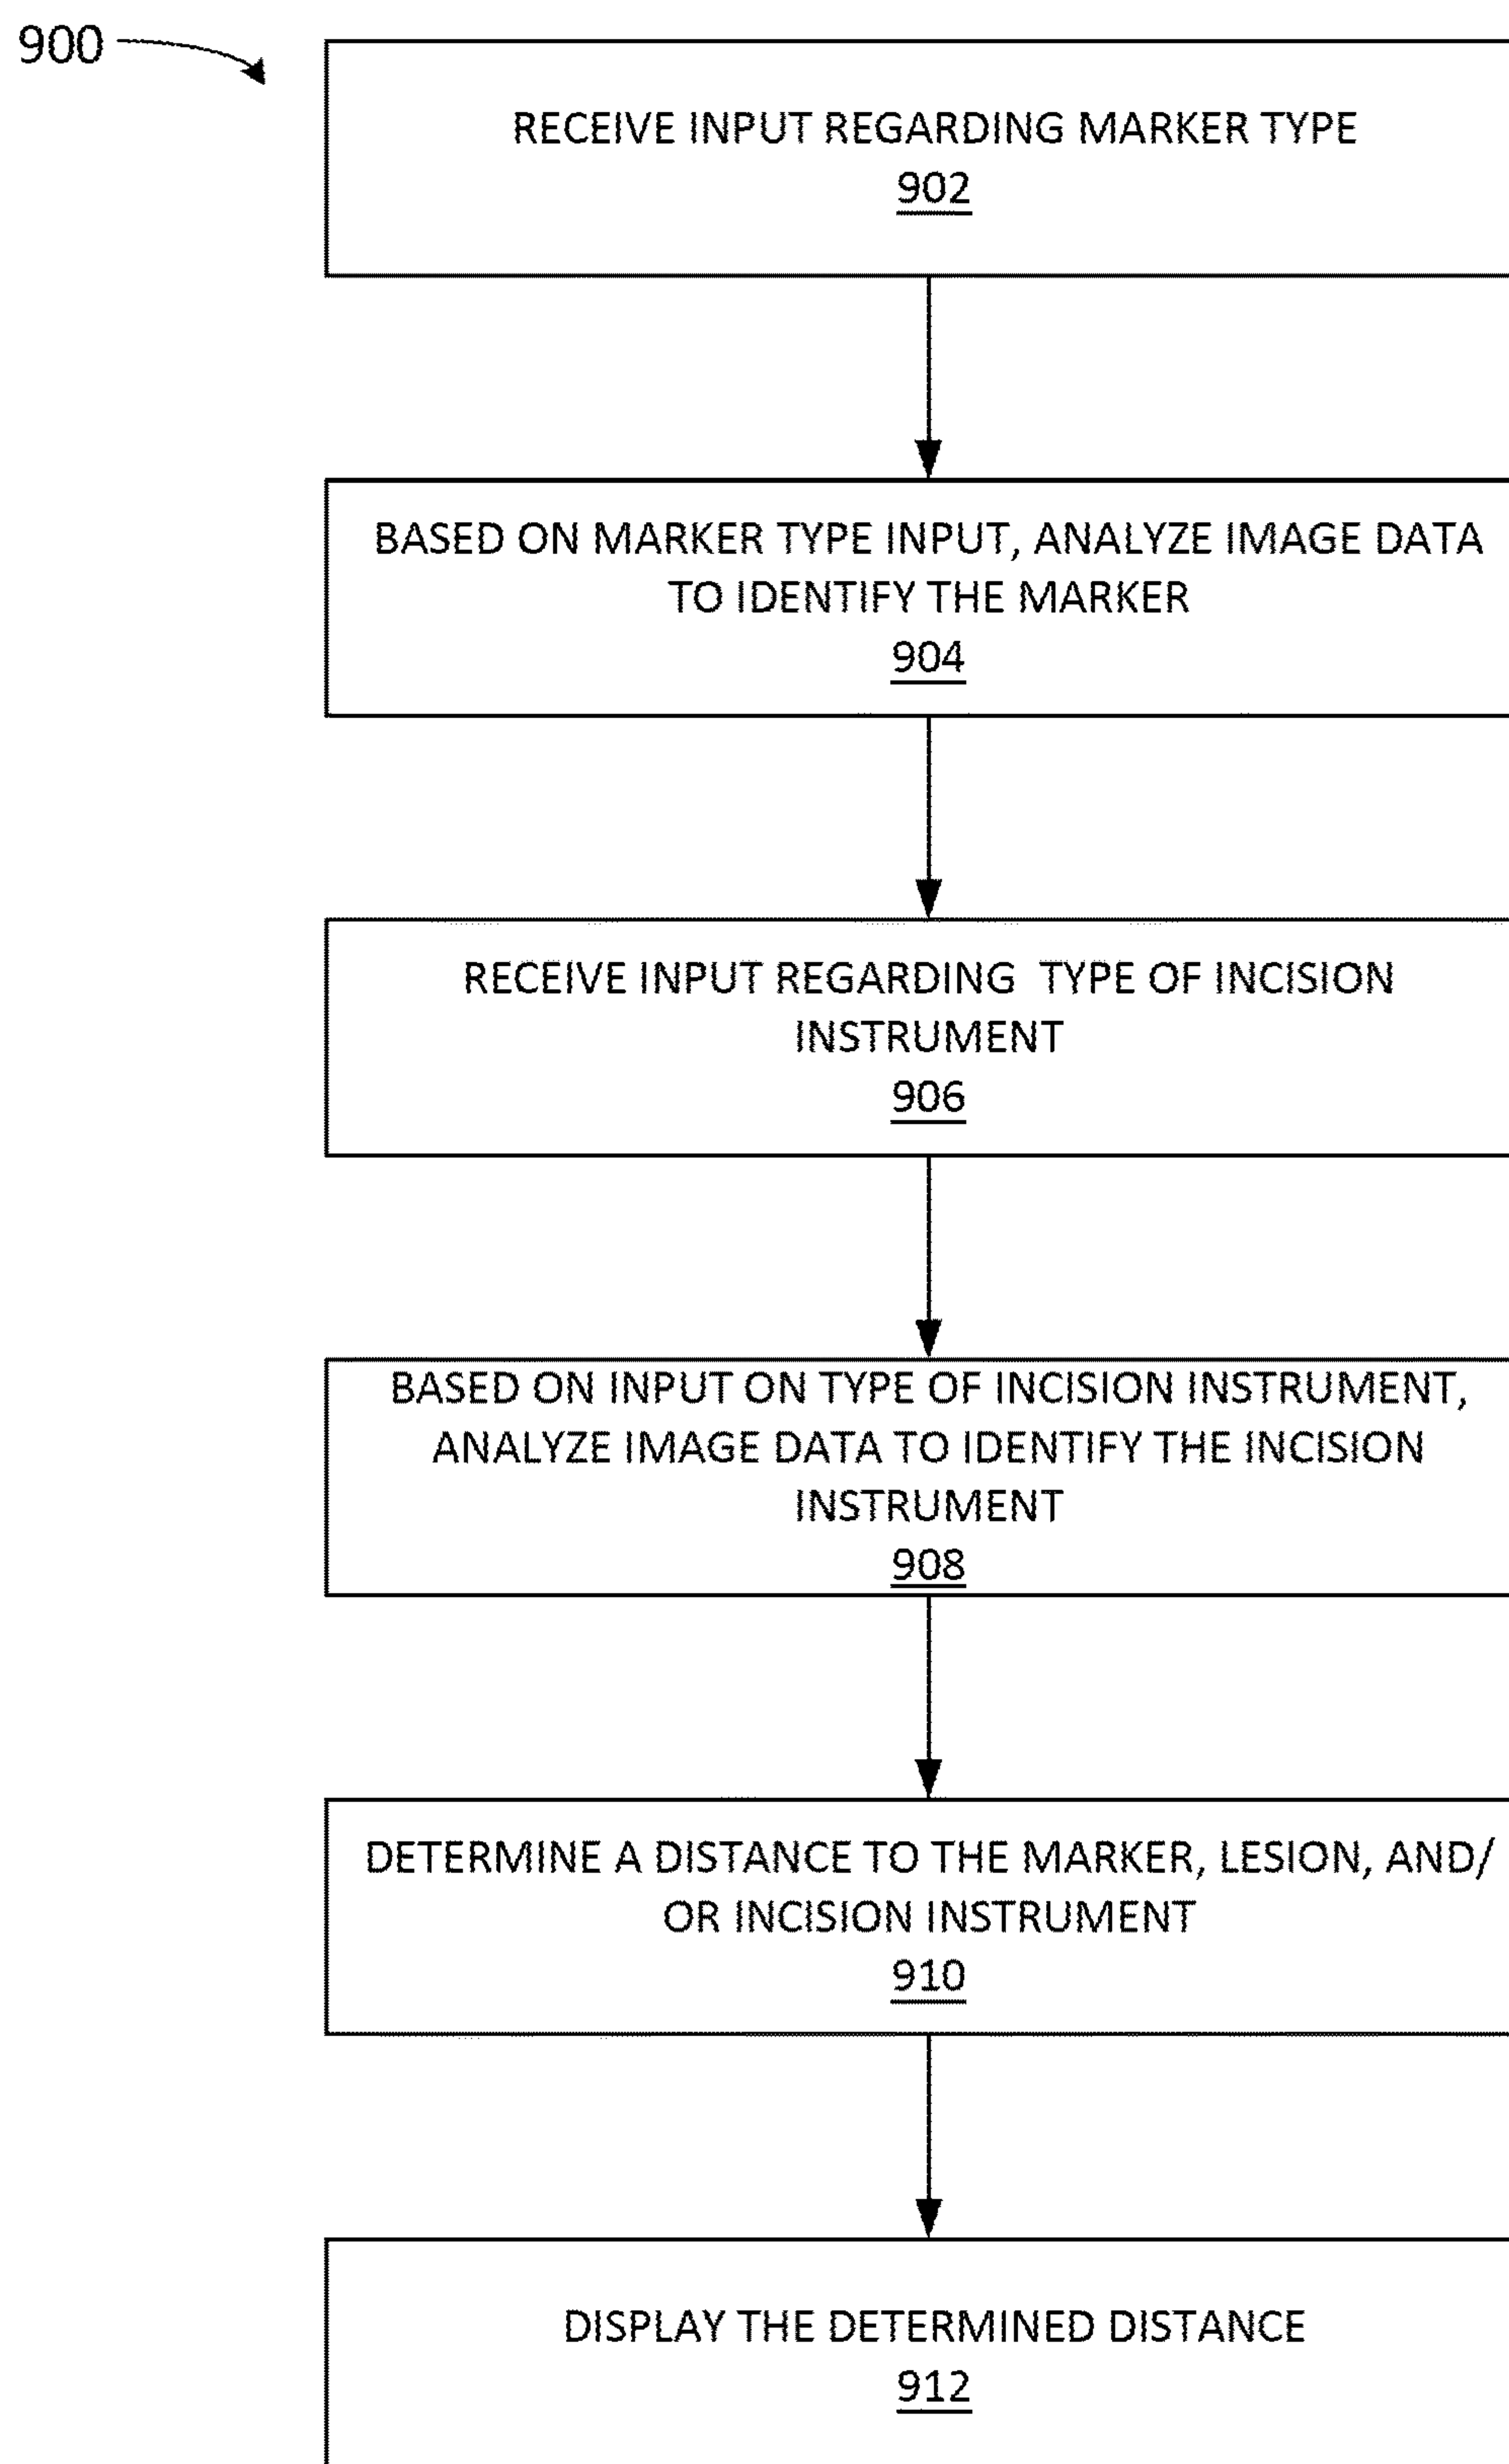 900
RECEIVE INPUT REGARDING MARKER TYPE
902
BASED ON MARKER TYPE INPUT, ANALYZE IMAGE DATA
TO IDENTIFY THE MARKER
904
RECEIVE INPUT REGARDING TYPE OF INCISION
INSTRUMENT
906
BASED ON INPUT ON TYPE OF INCISION INSTRUMENT,
ANALYZE IMAGE DATA TO IDENTIFY THE INCISION
INSTRUMENT
908
DETERMINE A DISTANCE TO THE MARKER, LESION, AND/
OR INCISION INSTRUMENT
910
DISPLAY THE DETERMINED DISTANCE
912